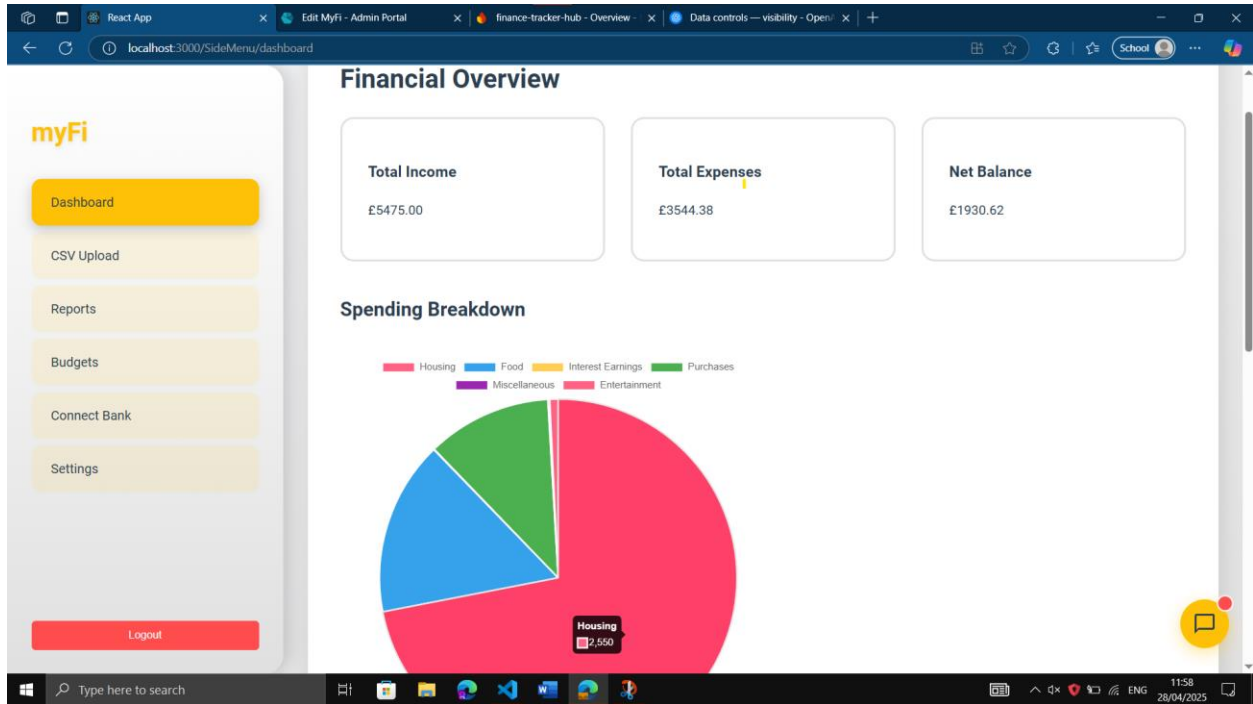 React App
Edit MyFi - Admin Portal
finance-tracker-hub - Overview -
Data controls — visibility - Open
localhost:3000/SideMenu/dashboard
School
myFi
Dashboard
CSV Upload
Reports
Budgets
Connect Bank
Settings
Logout
Financial Overview
Total Income
£5475.00
Total Expenses
£3544.38
Net Balance
£1930.62
Spending Breakdown
Housing Food Interest Earnings Purchases
Miscellaneous Entertainment
Housing
2,550
Type here to search
ENG
11:58
28/04/2025